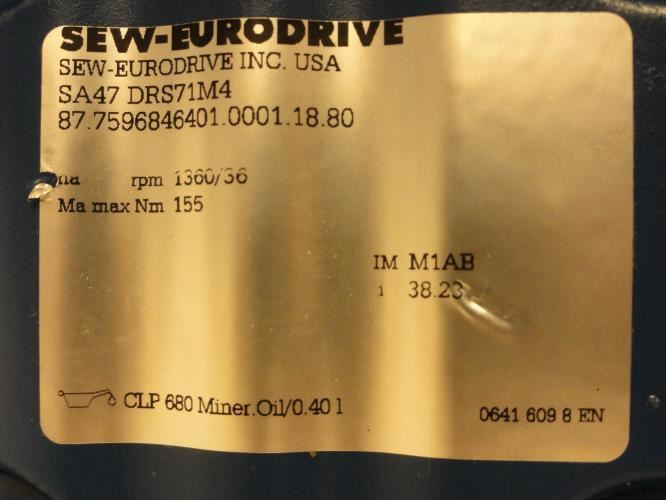 SEW-EURODRIVE
SEW-EURODRIVE INC. USA
SA47 DRS71M4
87.7596846401.0001.18.80
na rpm 1360/36
Ma max Nm 155
IM M1AB
i 38.23
CLP 680 Miner.Oil/0.40 l
0641 609 8 EN